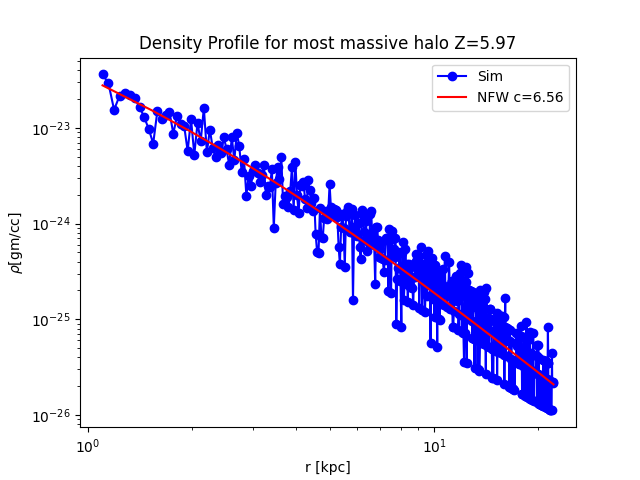 Density Profile for most massive halo Z=5.97
Sim
NFW c=6.56
ρ[gm/cc]
10⁻²³
10⁻²⁴
10⁻²⁵
10⁻²⁶
10⁰
10¹
r [kpc]